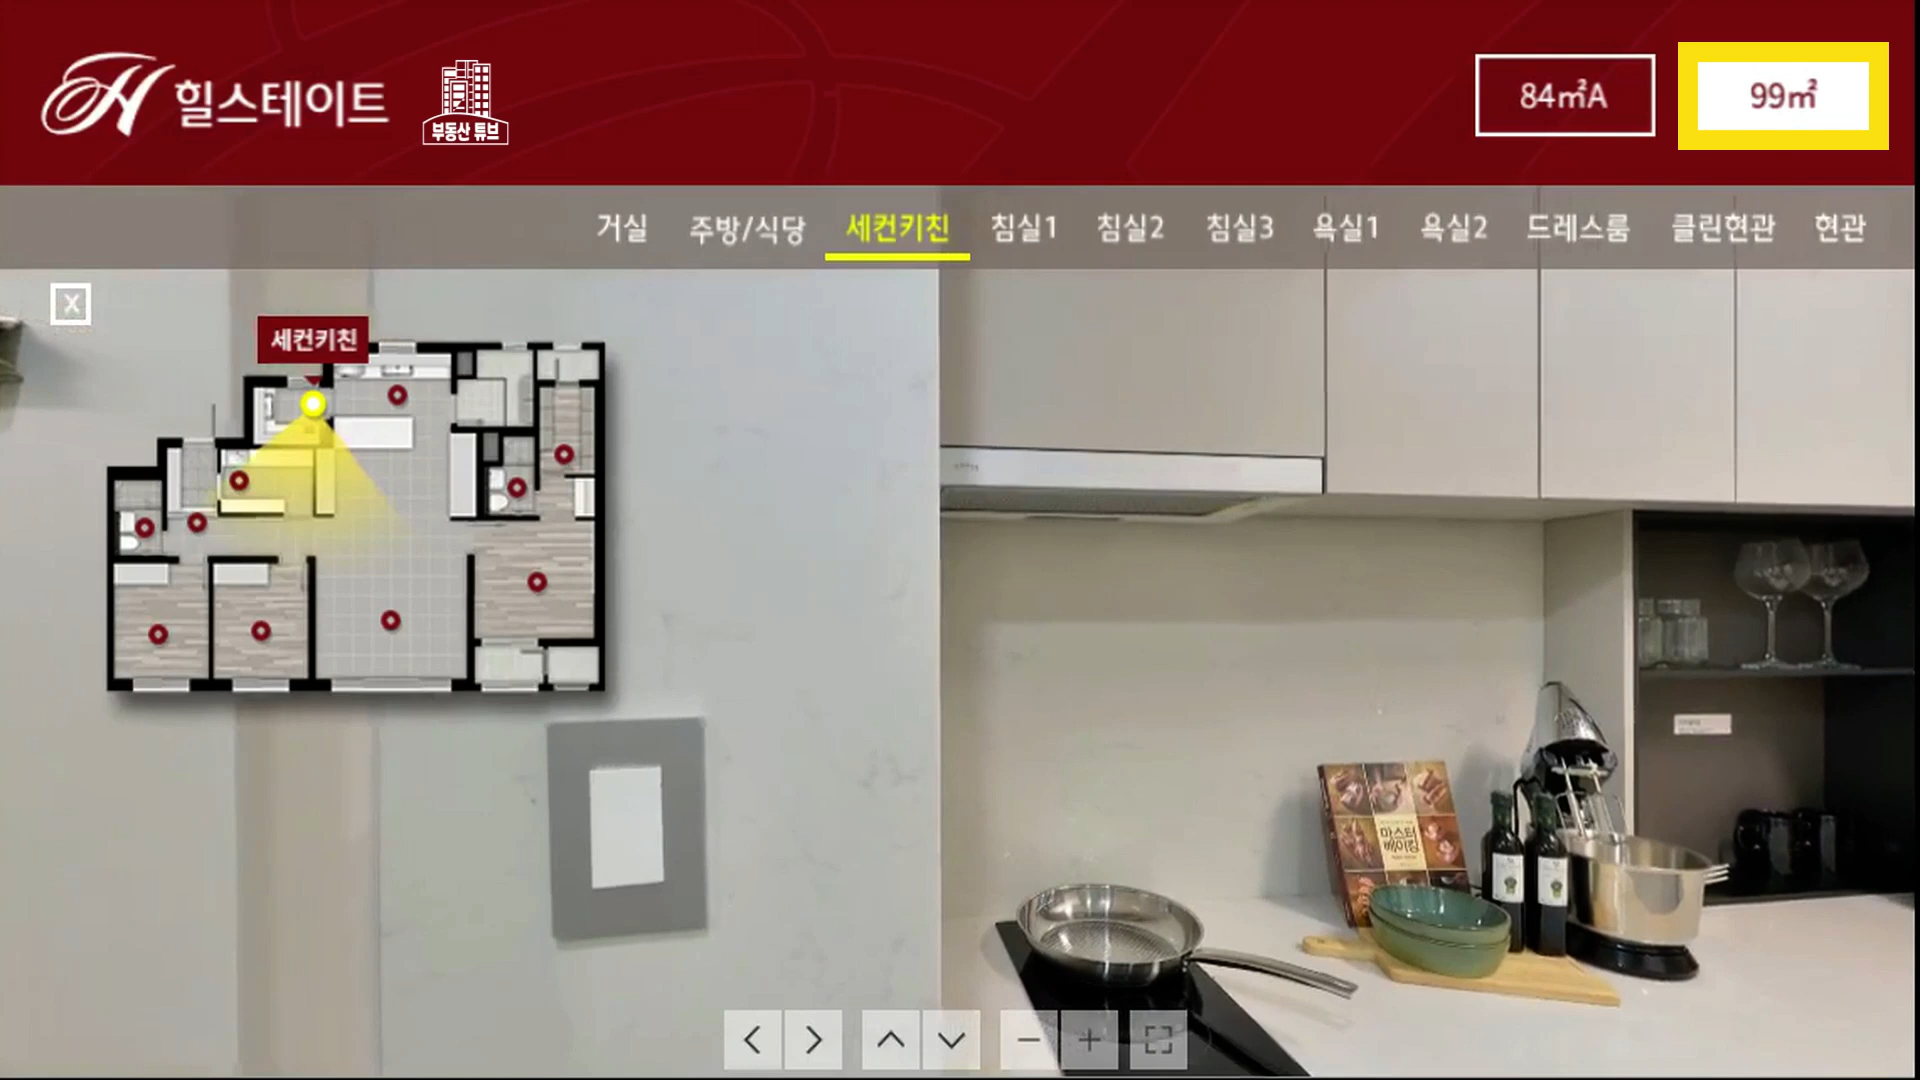 H 힐스테이트
부동산 튜브
84㎡A
99㎡
거실 주방/식당 세컨키친 침실1 침실2 침실3 욕실1 욕실2 드레스룸 클린현관 현관
X
세컨키친
마스터
베이킹